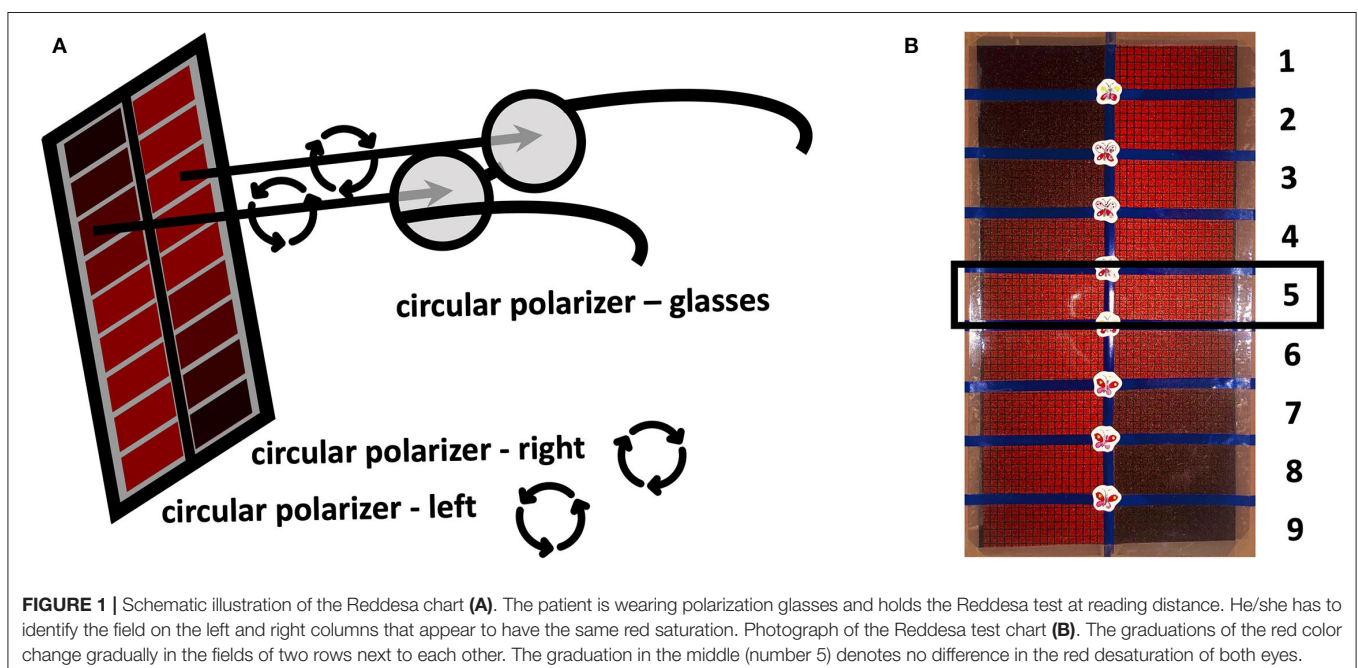 A
B
circular polarizer – glasses
circular polarizer - right
circular polarizer - left
1
2
3
4
5
6
7
8
9
FIGURE 1 | Schematic illustration of the Reddesa chart (A). The patient is wearing polarization glasses and holds the Reddesa test at reading distance. He/she has to
identify the field on the left and right columns that appear to have the same red saturation. Photograph of the Reddesa test chart (B). The graduations of the red color
change gradually in the fields of two rows next to each other. The graduation in the middle (number 5) denotes no difference in the red desaturation of both eyes.